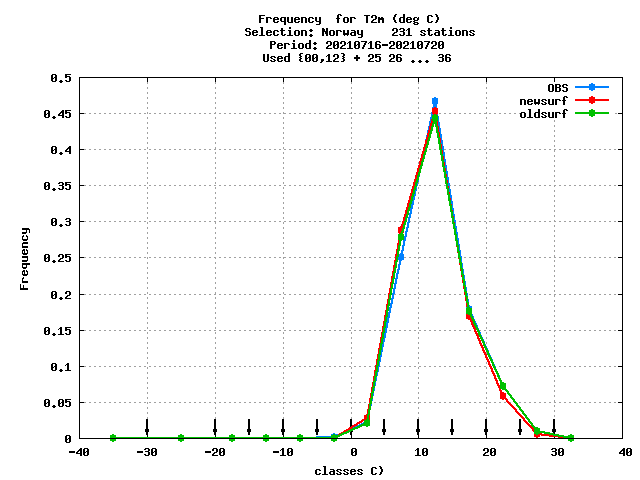 Frequency  for T2m (deg C)
Selection: Norway    231 stations
Period: 20210716-20210720
Used {00,12} + 25 26 ... 36
OBS
newsurf
oldsurf
0.5
0.45
0.4
0.35
0.3
0.25
0.2
0.15
0.1
0.05
0
Frequency
-40 -30 -20 -10 0 10 20 30 40
classes C)